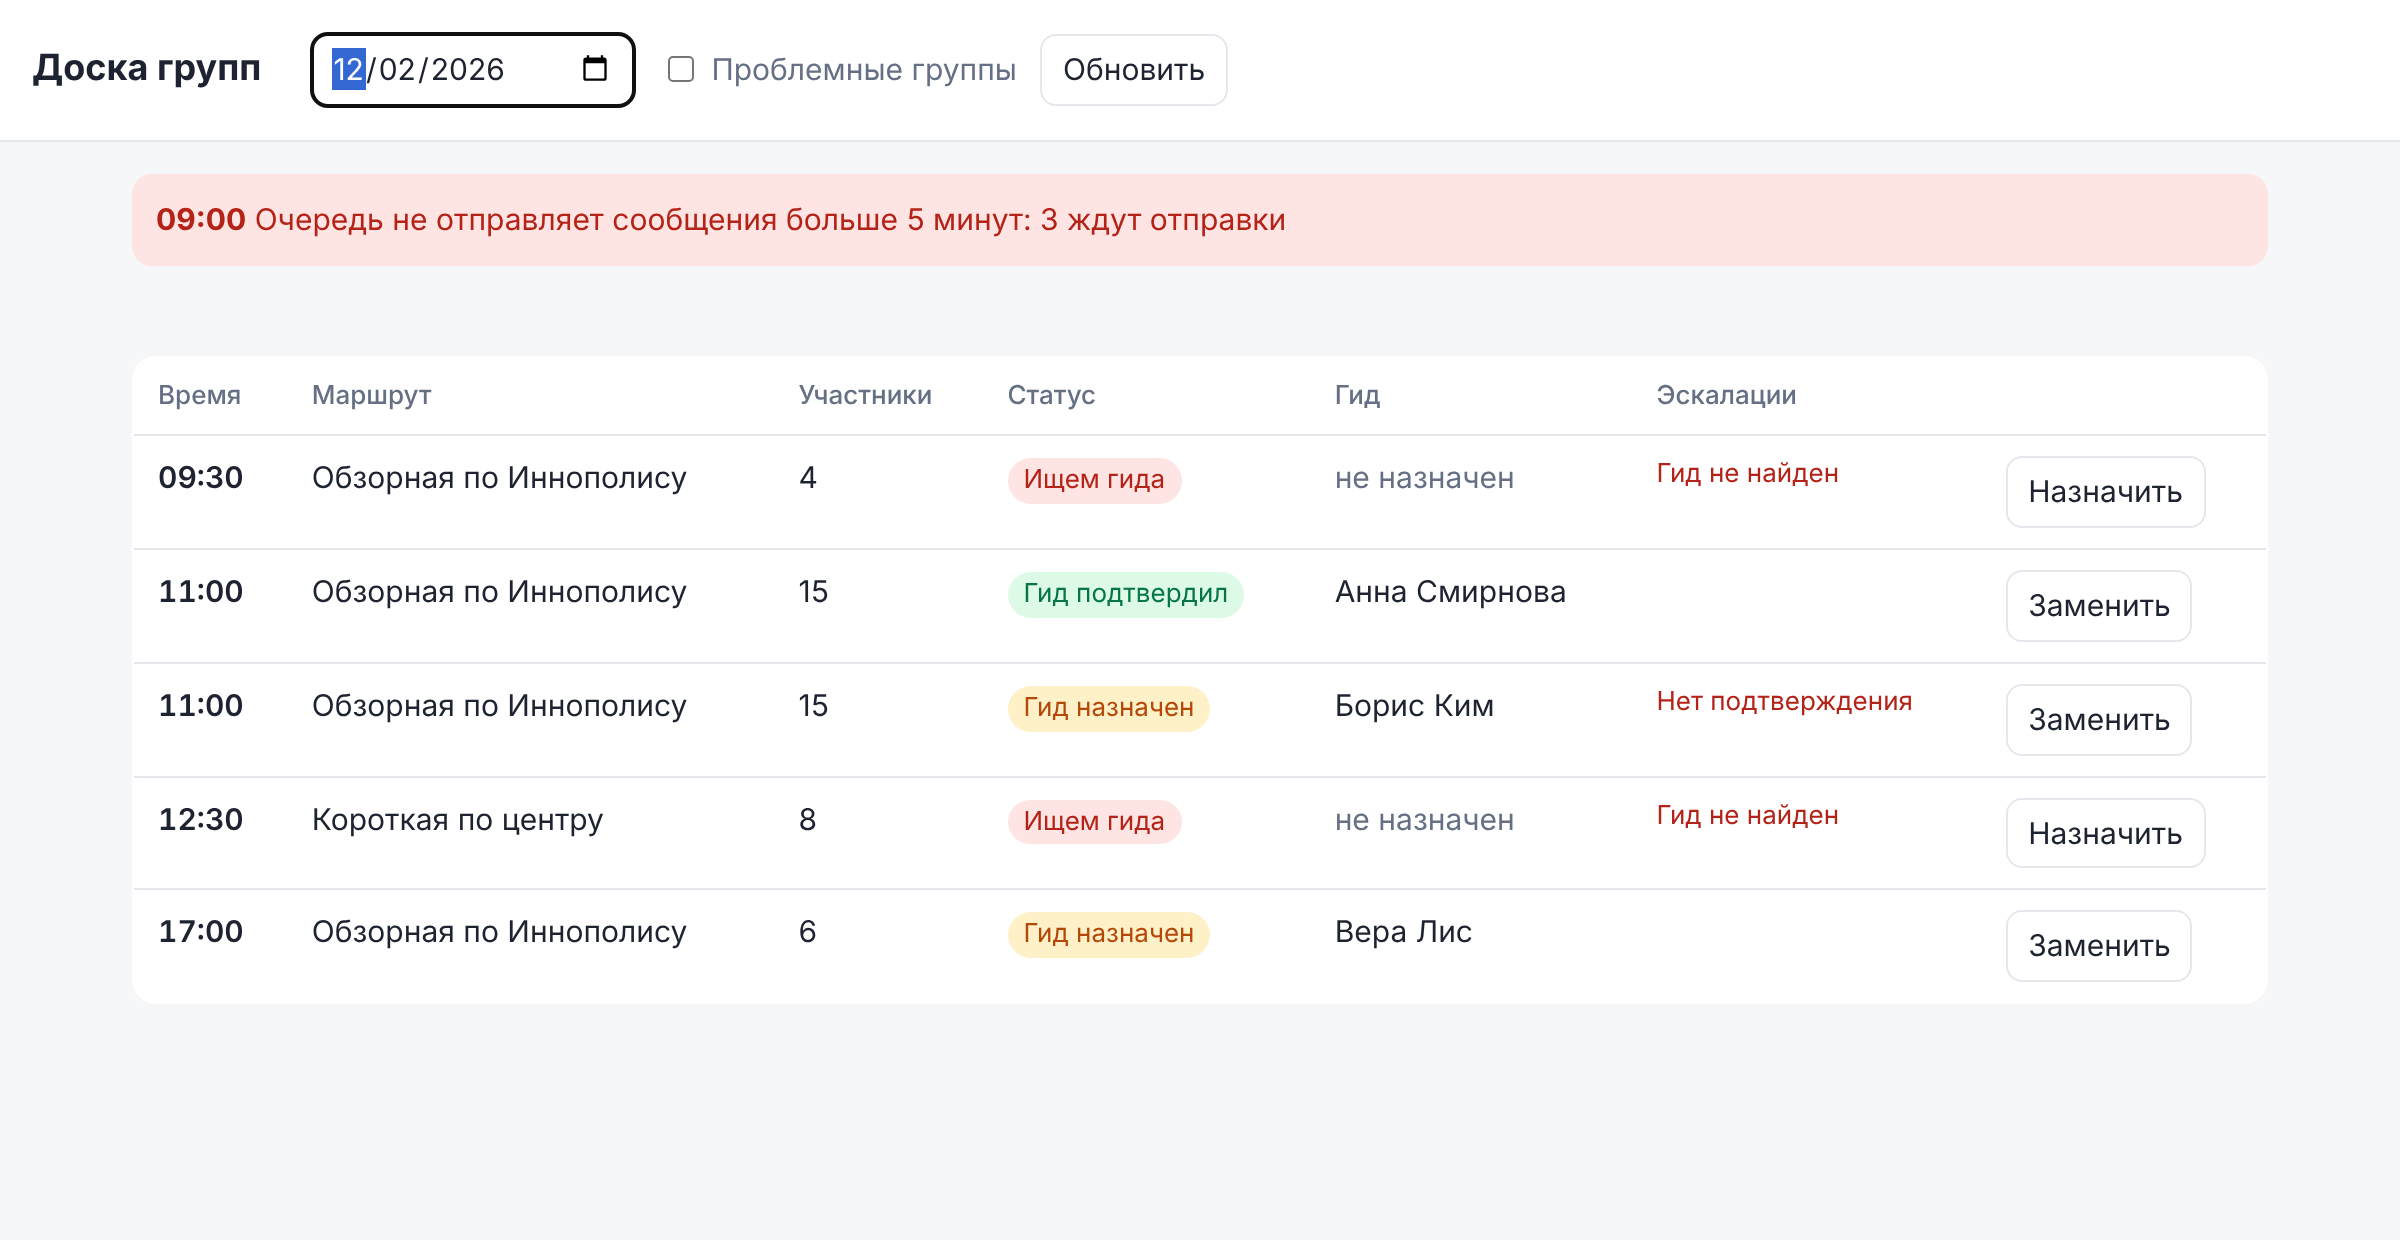 Доска групп 12/02/2026 Проблемные группы Обновить
09:00 Очередь не отправляет сообщения больше 5 минут: 3 ждут отправки
Время Маршрут Участники Статус Гид Эскалации
09:30 Обзорная по Иннополису 4 Ищем гида не назначен Гид не найден Назначить
11:00 Обзорная по Иннополису 15 Гид подтвердил Анна Смирнова Заменить
11:00 Обзорная по Иннополису 15 Гид назначен Борис Ким Нет подтверждения Заменить
12:30 Короткая по центру 8 Ищем гида не назначен Гид не найден Назначить
17:00 Обзорная по Иннополису 6 Гид назначен Вера Лис Заменить